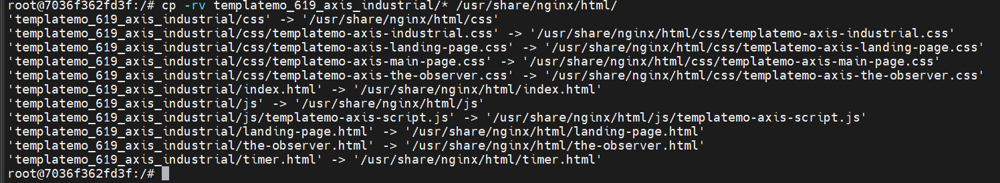 root@7036f362fd3f:/# cp -rv templatemo_619_axis_industrial/* /usr/share/nginx/html/
'templatemo_619_axis_industrial/css' -> '/usr/share/nginx/html/css'
'templatemo_619_axis_industrial/css/templatemo-axis-industrial.css' -> '/usr/share/nginx/html/css/templatemo-axis-industrial.css'
'templatemo_619_axis_industrial/css/templatemo-axis-landing-page.css' -> '/usr/share/nginx/html/css/templatemo-axis-landing-page.css'
'templatemo_619_axis_industrial/css/templatemo-axis-main-page.css' -> '/usr/share/nginx/html/css/templatemo-axis-main-page.css'
'templatemo_619_axis_industrial/css/templatemo-axis-the-observer.css' -> '/usr/share/nginx/html/css/templatemo-axis-the-observer.css'
'templatemo_619_axis_industrial/index.html' -> '/usr/share/nginx/html/index.html'
'templatemo_619_axis_industrial/js' -> '/usr/share/nginx/html/js'
'templatemo_619_axis_industrial/js/templatemo-axis-script.js' -> '/usr/share/nginx/html/js/templatemo-axis-script.js'
'templatemo_619_axis_industrial/landing-page.html' -> '/usr/share/nginx/html/landing-page.html'
'templatemo_619_axis_industrial/the-observer.html' -> '/usr/share/nginx/html/the-observer.html'
'templatemo_619_axis_industrial/timer.html' -> '/usr/share/nginx/html/timer.html'
root@7036f362fd3f:/#